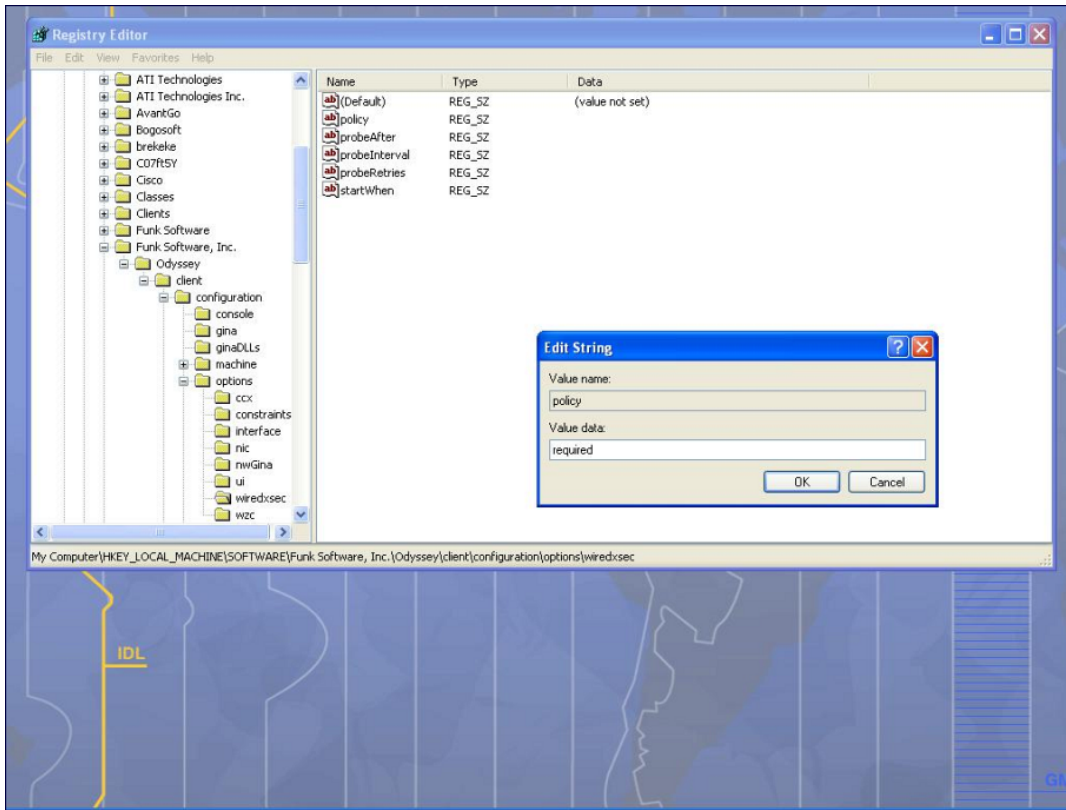 Registry Editor
File Edit View Favorites Help
ATI Technologies
ATI Technologies Inc.
AvantGo
Bogosoft
brekeke
C07ft5Y
Cisco
Classes
Clients
Funk Software
Funk Software, Inc.
Odyssey
client
configuration
console
gina
ginaDLLs
machine
options
ccx
constraints
interface
nic
nwGina
ui
wiredxsec
wzc
Name Type Data
(Default) REG_SZ (value not set)
policy REG_SZ
probeAfter REG_SZ
probeInterval REG_SZ
probeRetries REG_SZ
startWhen REG_SZ
Edit String
Value name:
policy
Value data:
required
OK Cancel
My Computer\HKEY_LOCAL_MACHINE\SOFTWARE\Funk Software, Inc.\Odyssey\client\configuration\options\wiredxsec
IDL